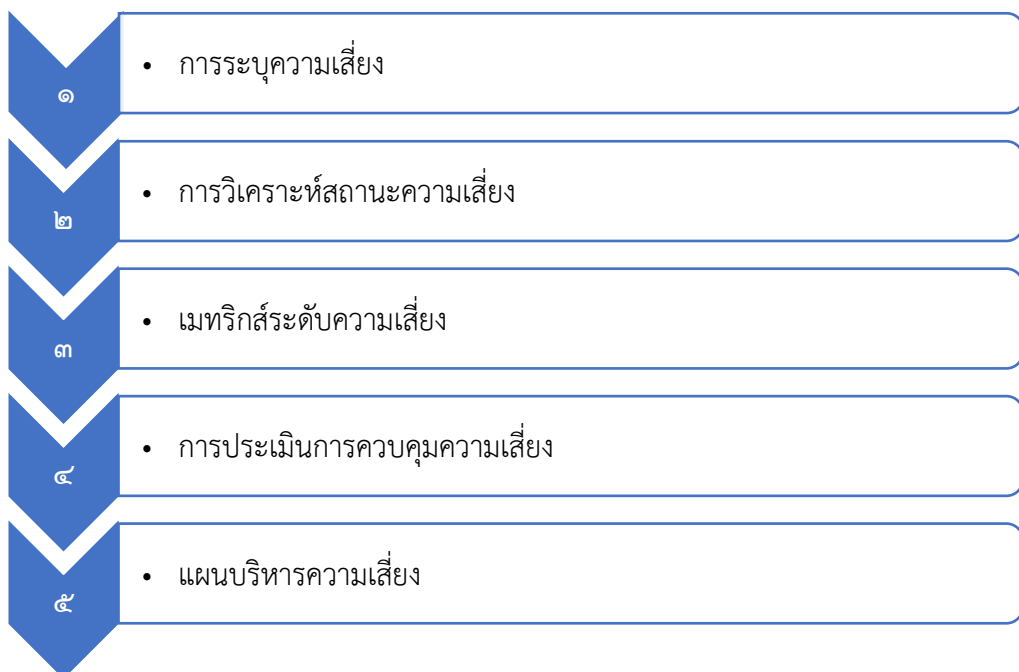 ๑
• การระบุความเสี่ยง
๒
• การวิเคราะห์สถานะความเสี่ยง
๓
• เมทริกส์ระดับความเสี่ยง
๔
• การประเมินการควบคุมความเสี่ยง
๕
• แผนบริหารความเสี่ยง